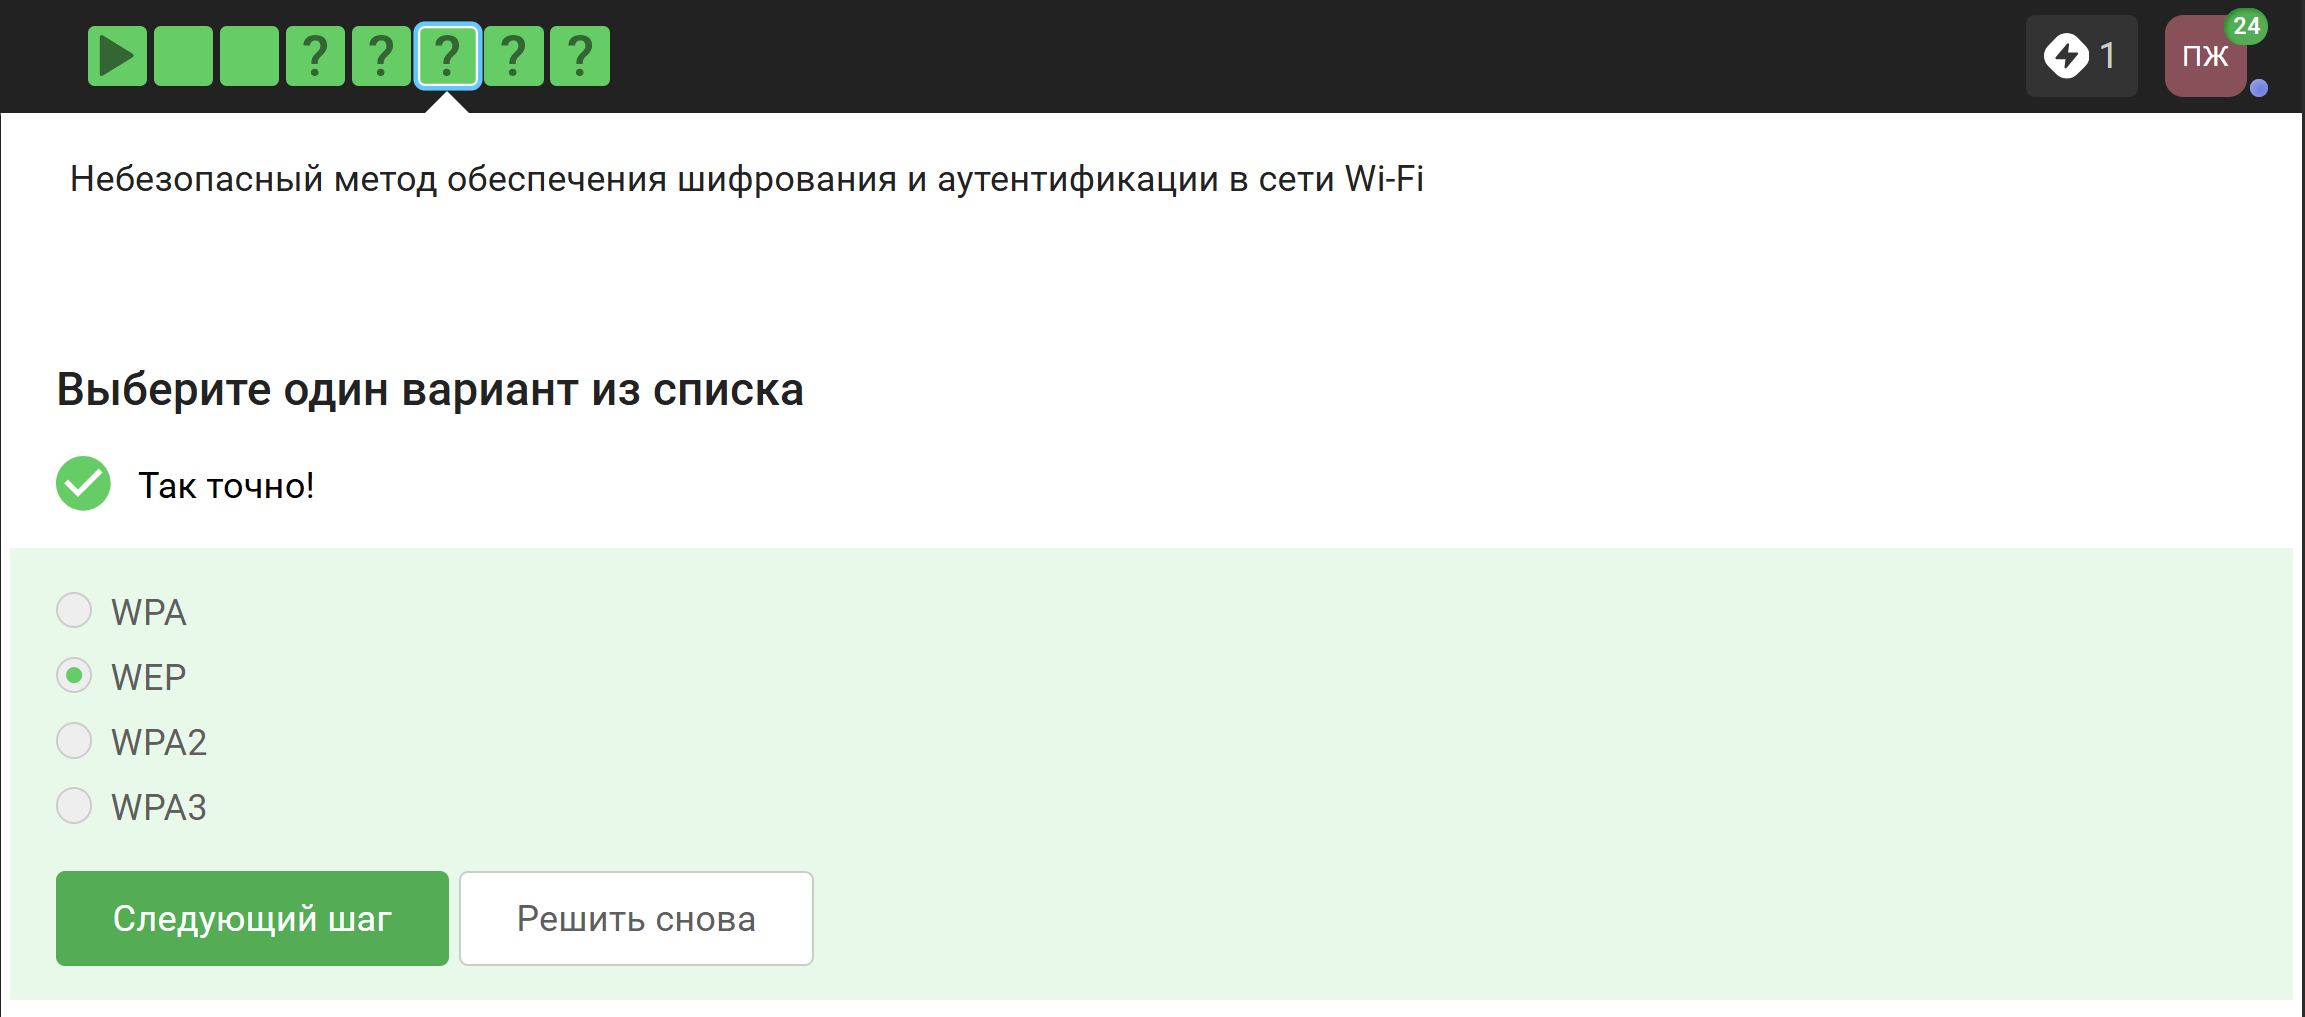 ? ? ? ? ?
1
ПЖ
24
Небезопасный метод обеспечения шифрования и аутентификации в сети Wi-Fi
Выберите один вариант из списка
Так точно!
WPA
WEP
WPA2
WPA3
Следующий шаг
Решить снова